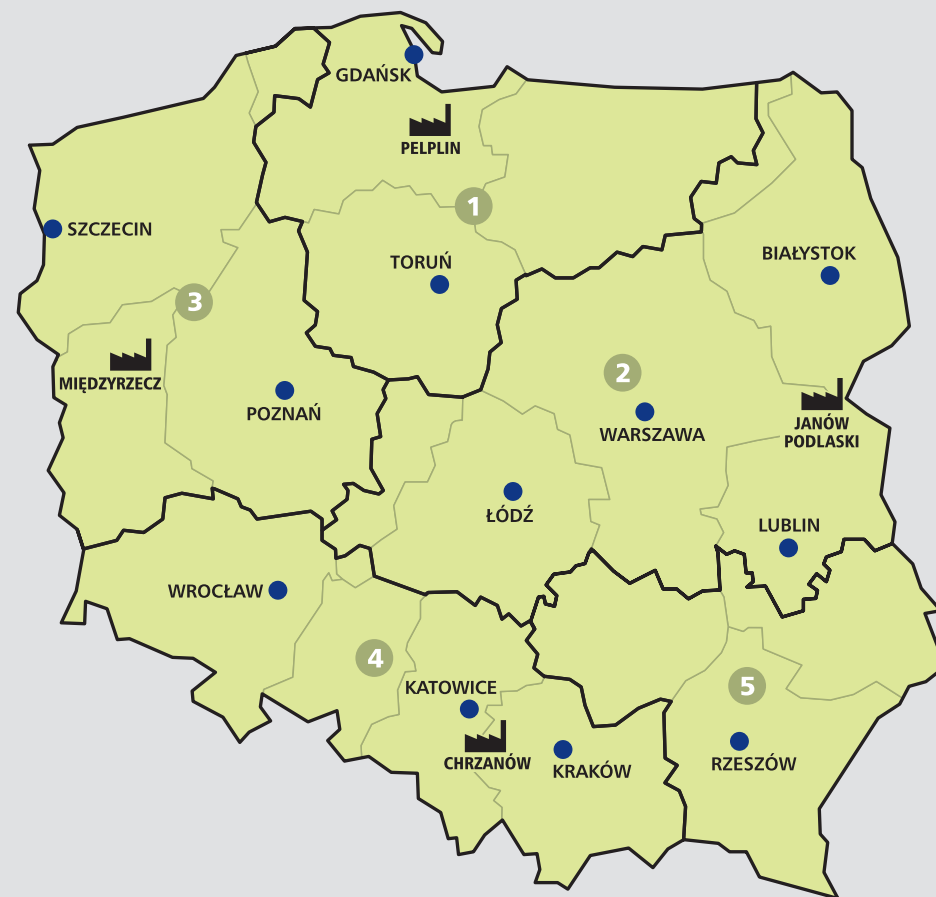 GDAŃSK
PELPLIN
1
SZCZECIN
TORUŃ
BIAŁYSTOK
3
MIĘDZYRZECZ
2
POZNAŃ
WARSZAWA
JANÓW
PODLASKI
ŁÓDŹ
LUBLIN
WROCŁAW
4
KATOWICE
5
CHRZANÓW
KRAKÓW
RZESZÓW